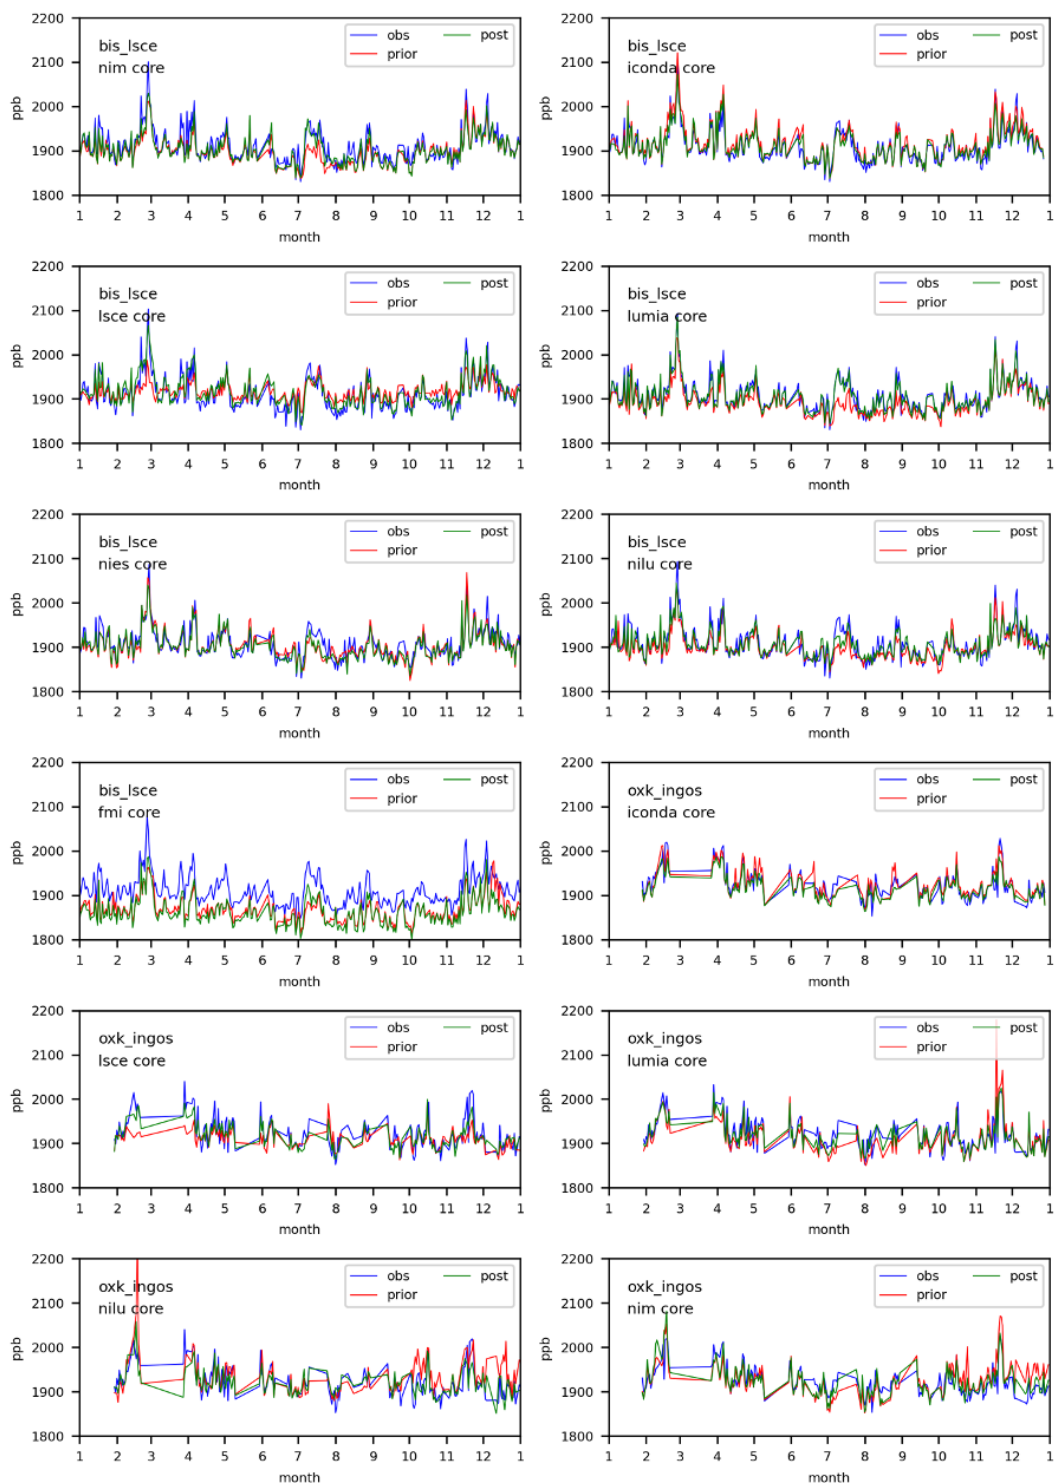 2200
2100
2000
1900
1800
ppb
bis_lsce
nim core
obs
prior
post
1 2 3 4 5 6 7 8 9 10 11 12 1
month
2200
2100
2000
1900
1800
ppb
bis_lsce
iconda core
obs
prior
post
1 2 3 4 5 6 7 8 9 10 11 12 1
month
2200
2100
2000
1900
1800
ppb
bis_lsce
lsce core
obs
prior
post
1 2 3 4 5 6 7 8 9 10 11 12 1
month
2200
2100
2000
1900
1800
ppb
bis_lsce
lumia core
obs
prior
post
1 2 3 4 5 6 7 8 9 10 11 12 1
month
2200
2100
2000
1900
1800
ppb
bis_lsce
nies core
obs
prior
post
1 2 3 4 5 6 7 8 9 10 11 12 1
month
2200
2100
2000
1900
1800
ppb
bis_lsce
nilu core
obs
prior
post
1 2 3 4 5 6 7 8 9 10 11 12 1
month
2200
2100
2000
1900
1800
ppb
bis_lsce
fmi core
obs
prior
post
1 2 3 4 5 6 7 8 9 10 11 12 1
month
2200
2100
2000
1900
1800
ppb
oxk_ingos
iconda core
obs
prior
post
1 2 3 4 5 6 7 8 9 10 11 12 1
month
2200
2100
2000
1900
1800
ppb
oxk_ingos
lsce core
obs
prior
post
1 2 3 4 5 6 7 8 9 10 11 12 1
month
2200
2100
2000
1900
1800
ppb
oxk_ingos
lumia core
obs
prior
post
1 2 3 4 5 6 7 8 9 10 11 12 1
month
2200
2100
2000
1900
1800
ppb
oxk_ingos
nilu core
obs
prior
post
1 2 3 4 5 6 7 8 9 10 11 12 1
month
2200
2100
2000
1900
1800
ppb
oxk_ingos
nim core
obs
prior
post
1 2 3 4 5 6 7 8 9 10 11 12 1
month